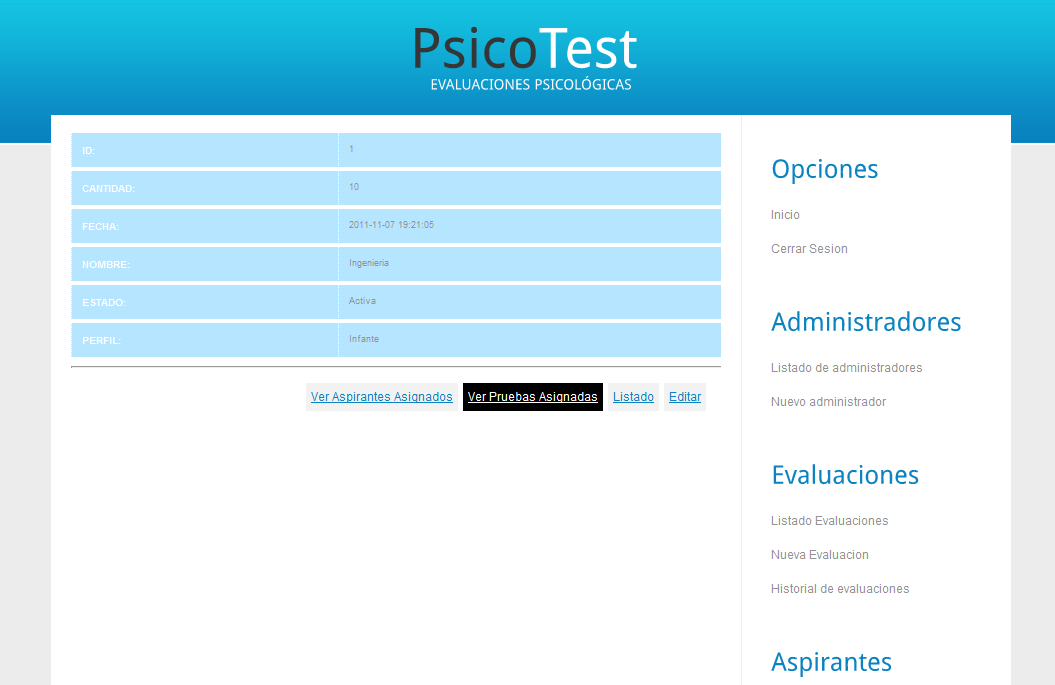 PsicoTest
EVALUACIONES PSICOLÓGICAS
ID: 1
CANTIDAD: 10
FECHA: 2011-11-07 19:21:05
NOMBRE: Ingenieria
ESTADO: Activa
PERFIL: Infante
Ver Aspirantes Asignados Ver Pruebas Asignadas Listado Editar
Opciones
Inicio
Cerrar Sesion
Administradores
Listado de administradores
Nuevo administrador
Evaluaciones
Listado Evaluaciones
Nueva Evaluacion
Historial de evaluaciones
Aspirantes